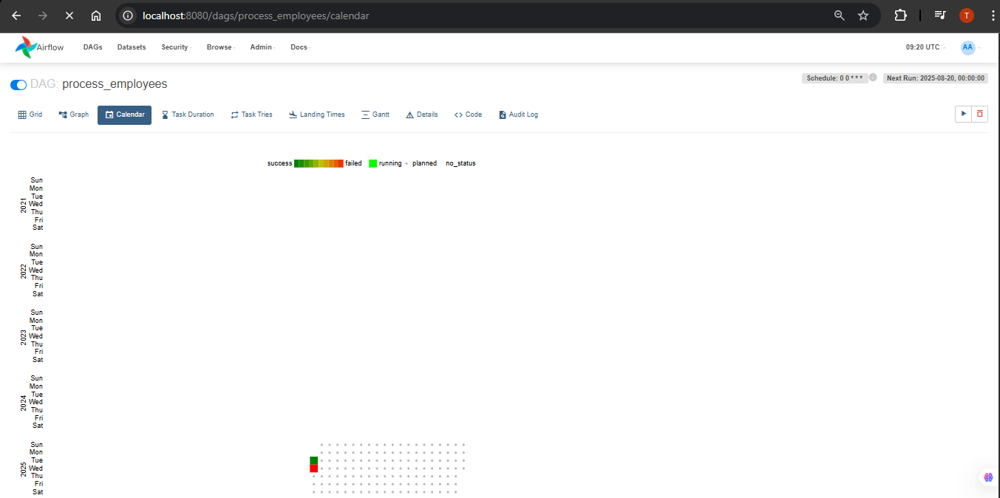 localhost:8080/dags/process_employees/calendar
T
Airflow DAGs Datasets Security Browse Admin Docs 09:20 UTC AA
DAG: process_employees Schedule: 0 0 * * * Next Run: 2025-08-20, 00:00:00
Grid Graph Calendar Task Duration Task Tries Landing Times Gantt Details Code Audit Log
success failed running planned no_status
2021
Sun
Mon
Tue
Wed
Thu
Fri
Sat
2022
Sun
Mon
Tue
Wed
Thu
Fri
Sat
2023
Sun
Mon
Tue
Wed
Thu
Fri
Sat
2024
Sun
Mon
Tue
Wed
Thu
Fri
Sat
2025
Sun
Mon
Tue
Wed
Thu
Fri
Sat